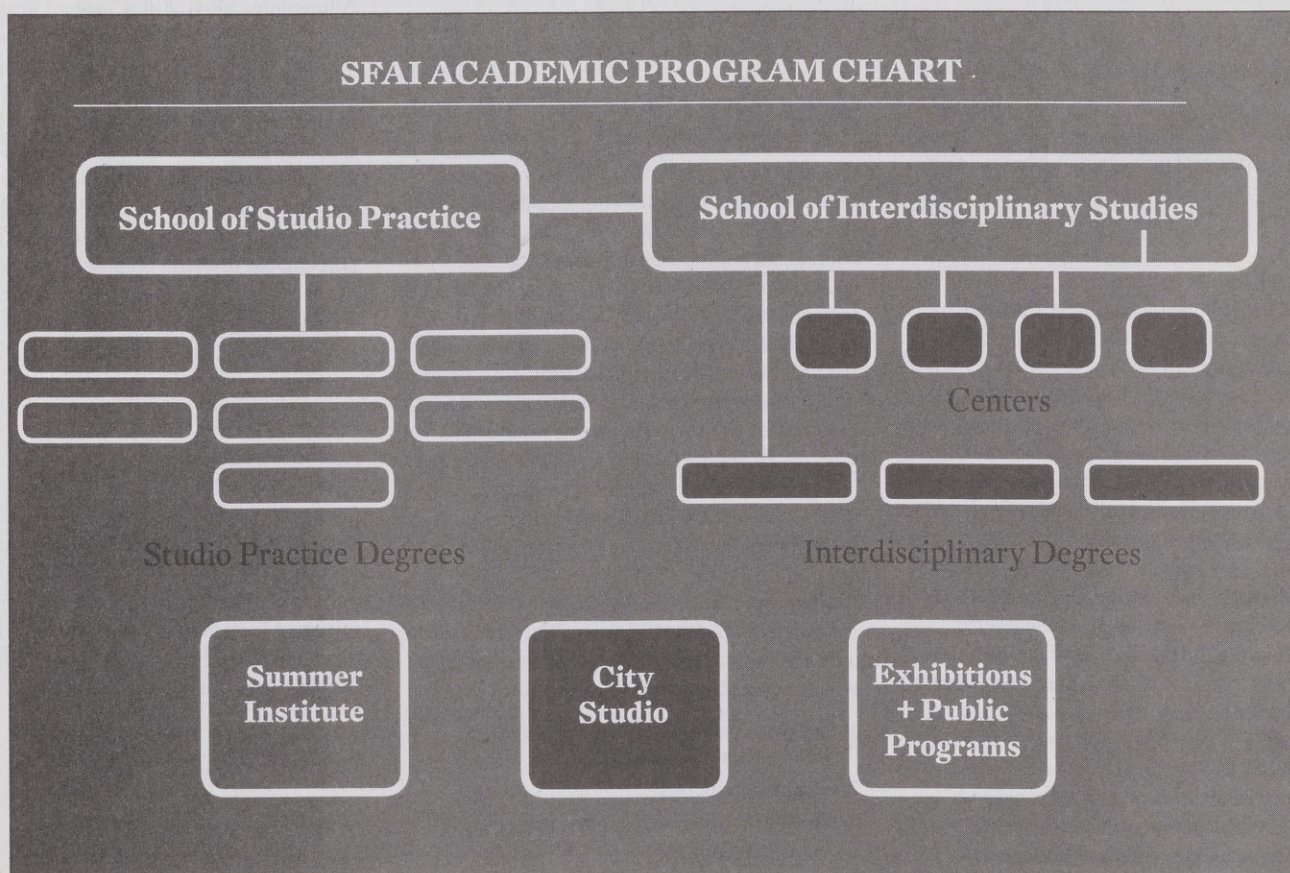 SFAI ACADEMIC PROGRAM CHART
School of Studio Practice
School of Interdisciplinary Studies
Centers
Studio Practice Degrees
Interdisciplinary Degrees
Summer
Institute
City
Studio
Exhibitions
+ Public
Programs